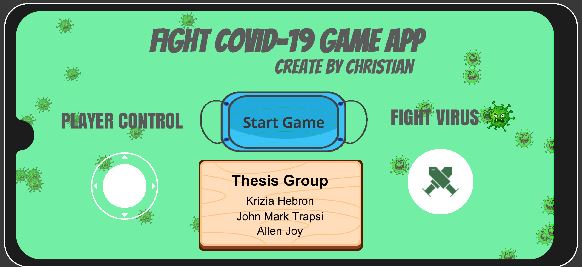 FIGHT COVID-19 GAME APP
CREATE BY CHRISTIAN
PLAYER CONTROL
Start Game
FIGHT VIRUS
Thesis Group
Krizia Hebron
John Mark Trapsi
Allen Joy